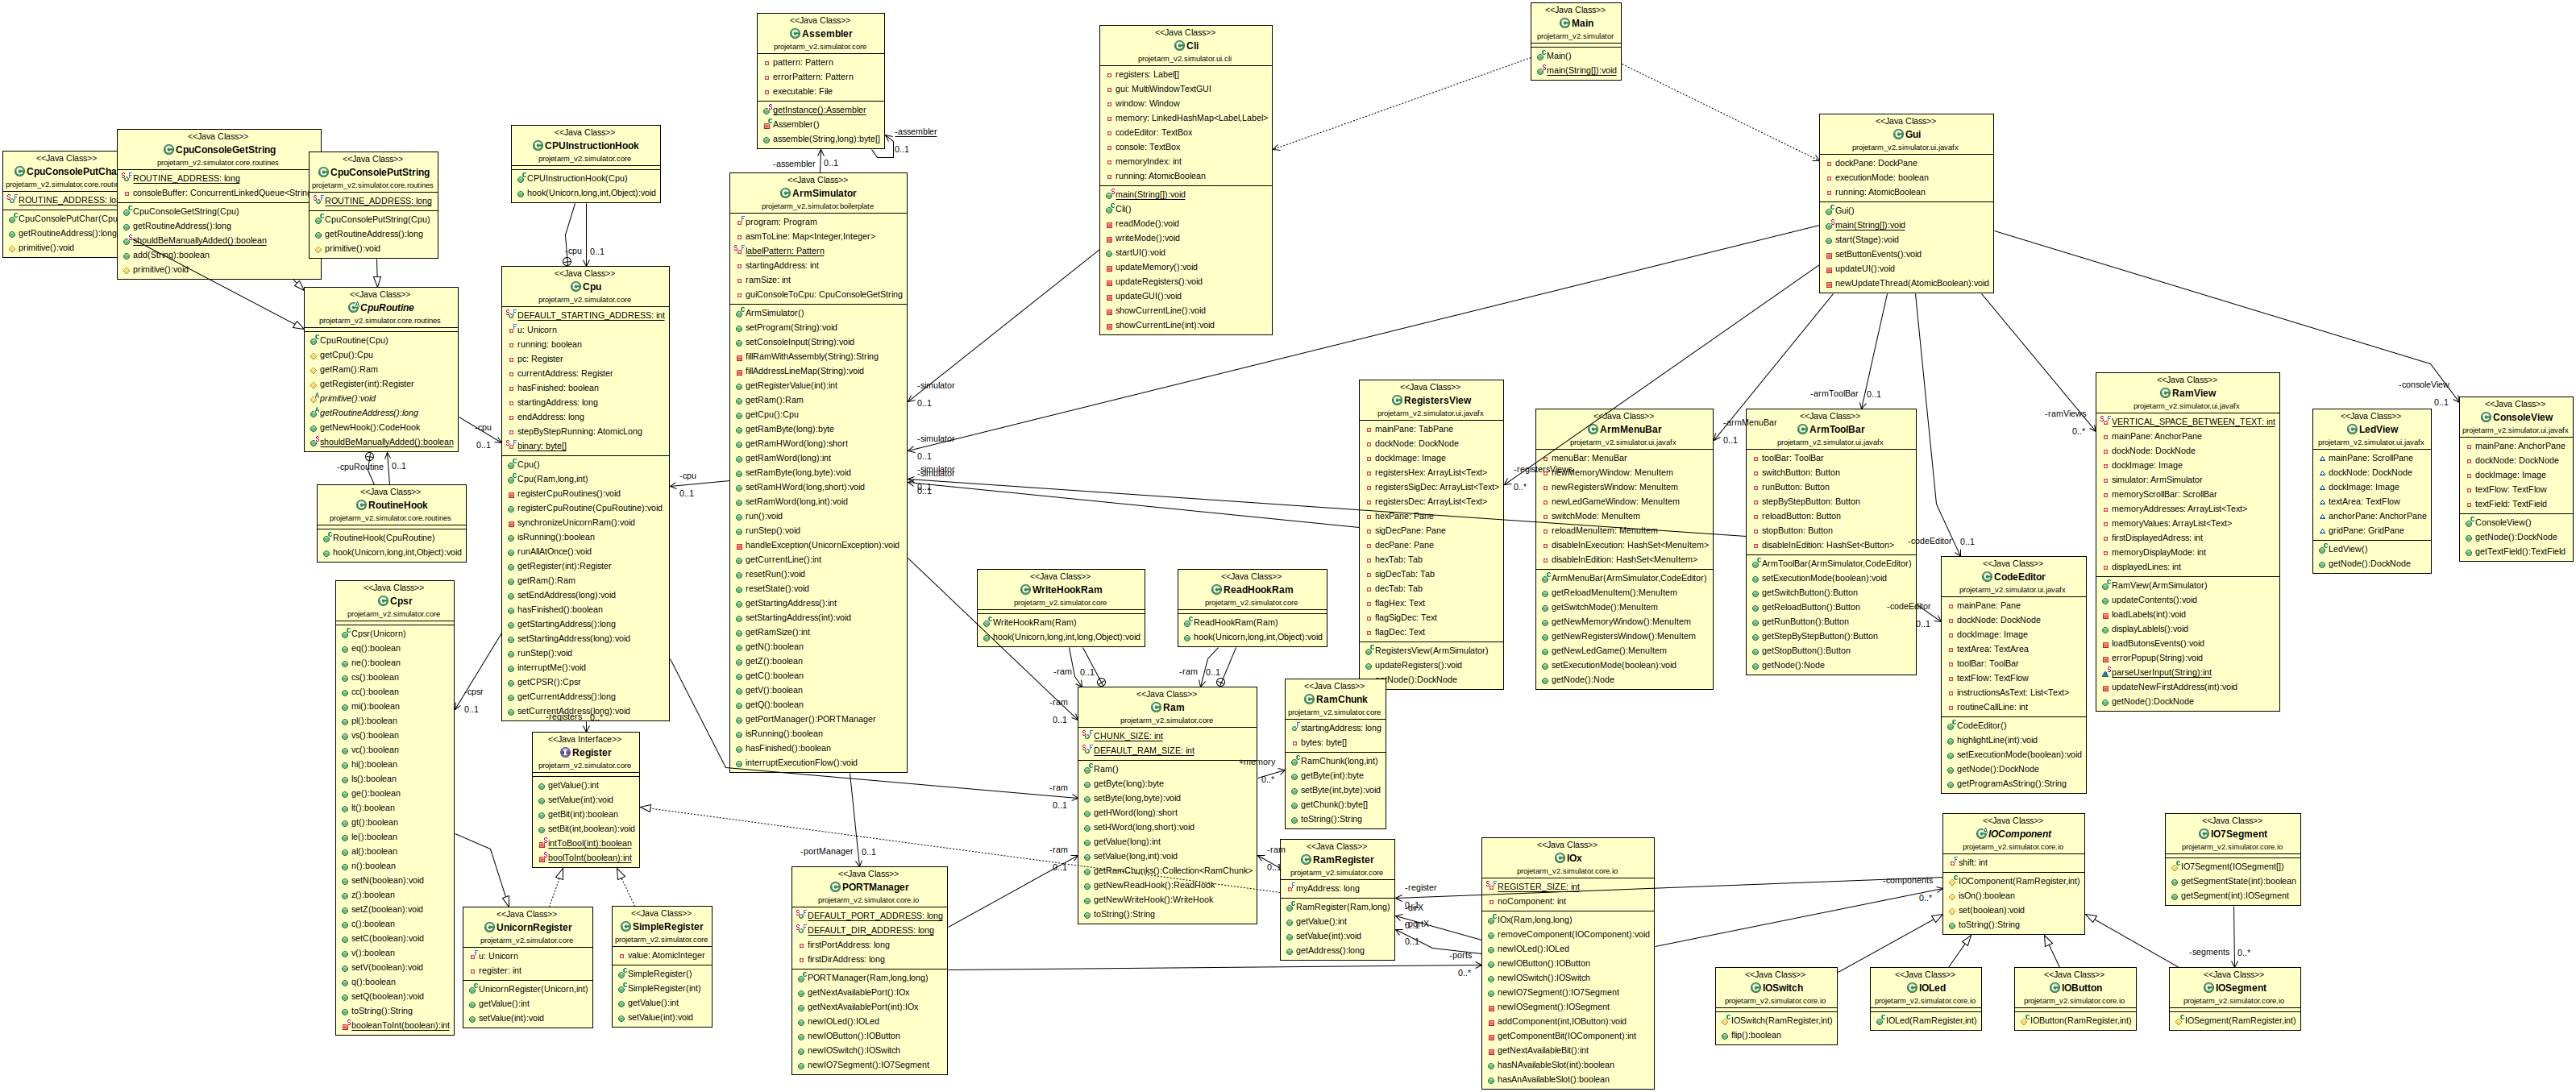 <<Java Class>>
Assembler
projetarm_v2.simulator.core
pattern: Pattern
errorPattern: Pattern
executable: File
getInstance():Assembler
Assembler()
assemble(String,long):byte[]
-assembler
0..1
-assembler
0..1
<<Java Class>>
Cli
projetarm_v2.simulator.ui.cli
registers: Label[]
gui: MultiWindowTextGUI
window: Window
memory: LinkedHashMap<Label,Label>
codeEditor: TextBox
console: TextBox
memoryIndex: int
running: AtomicBoolean
main(String[]):void
Cli()
readMode():void
writeMode():void
startUI():void
updateMemory():void
updateRegisters():void
updateGUI():void
showCurrentLine():void
showCurrentLine(int):void
<<Java Class>>
Main
projetarm_v2.simulator
Main()
main(String[]):void
<<Java Class>>
Gui
projetarm_v2.simulator.ui.javafx
dockPane: DockPane
executionMode: boolean
running: AtomicBoolean
Gui()
main(String[]):void
start(Stage):void
setButtonEvents():void
updateUI():void
newUpdateThread(AtomicBoolean):void
<<Java Class>>
CpuConsolePutCha
projetarm_v2.simulator.core.routin
ROUTINE_ADDRESS: lo
CpuConsolePutChar(Cpu
getRoutineAddress():long
primitive():void
<<Java Class>>
CpuConsoleGetString
projetarm_v2.simulator.core.routines
ROUTINE_ADDRESS: long
consoleBuffer: ConcurrentLinkedQueue<String
CpuConsoleGetString(Cpu)
getRoutineAddress():long
shouldBeManuallyAdded():boolean
add(String):boolean
primitive():void
<<Java Class>>
CpuConsolePutString
projetarm_v2.simulator.core.routines
ROUTINE_ADDRESS: long
CpuConsolePutString(Cpu)
getRoutineAddress():long
primitive():void
<<Java Class>>
CPUInstructionHook
projetarm_v2.simulator.core
CPUInstructionHook(Cpu)
hook(Unicorn,long,int,Object):void
-cpu
0..1
<<Java Class>>
CpuRoutine
projetarm_v2.simulator.core.routines
CpuRoutine(Cpu)
getCpu():Cpu
getRam():Ram
getRegister(int):Register
primitive():void
getRoutineAddress():long
getNewHook():CodeHook
shouldBeManuallyAdded():boolean
-cpu
0..1
-cpuRoutine
0..1
<<Java Class>>
RoutineHook
projetarm_v2.simulator.core.routines
RoutineHook(CpuRoutine)
hook(Unicorn,long,int,Object):void
<<Java Class>>
Cpu
projetarm_v2.simulator.core
DEFAULT_STARTING_ADDRESS: int
u: Unicorn
running: boolean
pc: Register
currentAddress: Register
hasFinished: boolean
startingAddress: long
endAddress: long
stepByStepRunning: AtomicLong
binary: byte[]
Cpu()
Cpu(Ram,long,int)
registerCpuRoutines():void
registerCpuRoutine(CpuRoutine):void
synchronizeUnicornRam():void
isRunning():boolean
runAllAtOnce():void
getRegister(int):Register
getRam():Ram
setEndAddress(long):void
hasFinished():boolean
getStartingAddress():long
setStartingAddress(long):void
runStep():void
interruptMe():void
getCPSR():Cpsr
getCurrentAddress():long
setCurrentAddress(long):void
-registers
0..*
-cpsr
0..1
-cpu
0..1
<<Java Class>>
ArmSimulator
projetarm_v2.simulator.boilerplate
program: Program
asmToLine: Map<Integer,Integer>
labelPattern: Pattern
startingAddress: int
ramSize: int
guiConsoleToCpu: CpuConsoleGetString
ArmSimulator()
setProgram(String):void
setConsoleInput(String):void
fillRamWithAssembly(String):String
fillAddressLineMap(String):void
getRegisterValue(int):int
getRam():Ram
getCpu():Cpu
getRamByte(long):byte
getRamHWord(long):short
getRamWord(long):int
setRamByte(long,byte):void
setRamHWord(long,short):void
setRamWord(long,int):void
run():void
runStep():void
handleException(UnicornException):void
getCurrentLine():int
resetRun():void
resetState():void
getStartingAddress():int
setStartingAddress(int):void
getRamSize():int
getN():boolean
getZ():boolean
getC():boolean
getV():boolean
getQ():boolean
getPortManager():PORTManager
isRunning():boolean
hasFinished():boolean
interruptExecutionFlow():void
-simulator
0..1
-simulator
0..1
-simulator
-simulator
0..1
0..1
<<Java Class>>
RegistersView
projetarm_v2.simulator.ui.javafx
mainPane: TabPane
dockNode: DockNode
dockImage: Image
registersHex: ArrayList<Text>
registersSigDec: ArrayList<Text>
registersDec: ArrayList<Text>
hexPane: Pane
sigDecPane: Pane
decPane: Pane
hexTab: Tab
sigDecTab: Tab
decTab: Tab
flagHex: Text
flagSigDec: Text
flagDec: Text
RegistersView(ArmSimulator)
updateRegisters():void
getNode():DockNode
-registersViews
0..*
<<Java Class>>
ArmMenuBar
projetarm_v2.simulator.ui.javafx
menuBar: MenuBar
newMemoryWindow: MenuItem
newRegistersWindow: MenuItem
newLedGameWindow: MenuItem
switchMode: MenuItem
reloadMenuItem: MenuItem
disableInExecution: HashSet<MenuItem>
disableInEdition: HashSet<MenuItem>
ArmMenuBar(ArmSimulator,CodeEditor)
getReloadMenuItem():MenuItem
getSwitchMode():MenuItem
getNewMemoryWindow():MenuItem
getNewRegistersWindow():MenuItem
getNewLedGame():MenuItem
setExecutionMode(boolean):void
getNode():Node
-armMenuBar
0..1
-armToolBar
0..1
<<Java Class>>
ArmToolBar
projetarm_v2.simulator.ui.javafx
toolBar: ToolBar
switchButton: Button
runButton: Button
stepByStepButton: Button
reloadButton: Button
stopButton: Button
disableInEdition: HashSet<Button>
ArmToolBar(ArmSimulator,CodeEditor)
setExecutionMode(boolean):void
getSwitchButton():Button
getReloadButton():Button
getRunButton():Button
getStepByStepButton():Button
getStopButton():Button
getNode():Node
-codeEditor
0..1
-codeEditor
0..1
<<Java Class>>
CodeEditor
projetarm_v2.simulator.ui.javafx
mainPane: Pane
dockNode: DockNode
dockImage: Image
textArea: TextArea
toolBar: ToolBar
textFlow: TextFlow
instructionsAsText: List<Text>
routineCallLine: int
CodeEditor()
highlightLine(int):void
setExecutionMode(boolean):void
getNode():DockNode
getProgramAsString():String
-ramViews
0..*
<<Java Class>>
RamView
projetarm_v2.simulator.ui.javafx
VERTICAL_SPACE_BETWEEN_TEXT: int
mainPane: AnchorPane
dockNode: DockNode
dockImage: Image
simulator: ArmSimulator
memoryScrollBar: ScrollBar
memoryAddresses: ArrayList<Text>
memoryValues: ArrayList<Text>
firstDisplayedAdress: int
memoryDisplayMode: int
displayedLines: int
RamView(ArmSimulator)
updateContents():void
loadLabels(int):void
displayLablels():void
loadButonsEvents():void
errorPopup(String):void
parseUserInput(String):int
updateNewFirstAddress(int):void
getNode():DockNode
<<Java Class>>
LedView
projetarm_v2.simulator.ui.javafx
mainPane: ScrollPane
dockNode: DockNode
dockImage: Image
textArea: TextFlow
anchorPane: AnchorPane
gridPane: GridPane
LedView()
getNode():DockNode
-consoleView
0..1
<<Java Class>>
ConsoleView
projetarm_v2.simulator.ui.javafx
mainPane: AnchorPane
dockNode: DockNode
dockImage: Image
textFlow: TextFlow
textField: TextField
ConsoleView()
getNode():DockNode
getTextField():TextField
<<Java Class>>
Cpsr
projetarm_v2.simulator.core
Cpsr(Unicorn)
eq():boolean
ne():boolean
cs():boolean
cc():boolean
mi():boolean
pl():boolean
vs():boolean
vc():boolean
hi():boolean
ls():boolean
ge():boolean
lt():boolean
gt():boolean
le():boolean
al():boolean
n():boolean
setN(boolean):void
z():boolean
setZ(boolean):void
c():boolean
setC(boolean):void
v():boolean
setV(boolean):void
q():boolean
setQ(boolean):void
toString():String
booleanToInt(boolean):int
<<Java Interface>>
Register
projetarm_v2.simulator.core
getValue():int
setValue(int):void
getBit(int):boolean
setBit(int,boolean):void
intToBool(int):boolean
boolToInt(boolean):int
<<Java Class>>
UnicornRegister
projetarm_v2.simulator.core
u: Unicorn
register: int
UnicornRegister(Unicorn,int)
getValue():int
setValue(int):void
<<Java Class>>
SimpleRegister
projetarm_v2.simulator.core
value: AtomicInteger
SimpleRegister()
SimpleRegister(int)
getValue():int
setValue(int):void
-portManager
0..1
<<Java Class>>
PORTManager
projetarm_v2.simulator.core.io
DEFAULT_PORT_ADDRESS: long
DEFAULT_DIR_ADDRESS: long
firstPortAddress: long
firstDirAddress: long
PORTManager(Ram,long,long)
getNextAvailablePort():IOx
getNextAvailablePort(int):IOx
newIOLed():IOLed
newIOButton():IOButton
newIOSwitch():IOSwitch
newIO7Segment():IO7Segment
<<Java Class>>
WriteHookRam
projetarm_v2.simulator.core
WriteHookRam(Ram)
hook(Unicorn,long,int,long,Object):void
-ram
0..1
<<Java Class>>
ReadHookRam
projetarm_v2.simulator.core
ReadHookRam(Ram)
hook(Unicorn,long,int,Object):void
-ram
0..1
-ram
0..1
-ram
0..1
-ram
0..1
<<Java Class>>
Ram
projetarm_v2.simulator.core
CHUNK_SIZE: int
DEFAULT_RAM_SIZE: int
Ram()
getByte(long):byte
setByte(long,byte):void
getHWord(long):short
setHWord(long,short):void
getValue(long):int
setValue(long,int):void
getRamChunks():Collection<RamChunk>
getNewReadHook():ReadHook
getNewWriteHook():WriteHook
toString():String
+memory
0..*
-ram
0..1
<<Java Class>>
RamChunk
projetarm_v2.simulator.core
startingAddress: long
bytes: byte[]
RamChunk(long,int)
getByte(int):byte
setByte(int,byte):void
getChunk():byte[]
toString():String
<<Java Class>>
RamRegister
projetarm_v2.simulator.core
myAddress: long
RamRegister(Ram,long)
getValue():int
setValue(int):void
getAddress():long
-register
0..1
-dirX
-portX
0..1
0..1
-ports
0..*
<<Java Class>>
IOx
projetarm_v2.simulator.core.io
REGISTER_SIZE: int
noComponent: int
IOx(Ram,long,long)
removeComponent(IOComponent):void
newIOLed():IOLed
newIOButton():IOButton
newIOSwitch():IOSwitch
newIO7Segment():IO7Segment
newIOSegment():IOSegment
addComponent(int,IOButton):void
getComponentBit(IOComponent):int
getNextAvailableBit():int
hasNAvailableSlot(int):boolean
hasAnAvailableSlot():boolean
-components
0..*
<<Java Class>>
IOComponent
projetarm_v2.simulator.core.io
shift: int
IOComponent(RamRegister,int)
isOn():boolean
set(boolean):void
toString():String
<<Java Class>>
IO7Segment
projetarm_v2.simulator.core.io
IO7Segment(IOSegment[])
getSegmentState(int):boolean
getSegment(int):IOSegment
-segments
0..*
<<Java Class>>
IOSwitch
projetarm_v2.simulator.core.io
IOSwitch(RamRegister,int)
flip():boolean
<<Java Class>>
IOLed
projetarm_v2.simulator.core.io
IOLed(RamRegister,int)
<<Java Class>>
IOButton
projetarm_v2.simulator.core.io
IOButton(RamRegister,int)
<<Java Class>>
IOSegment
projetarm_v2.simulator.core.io
IOSegment(RamRegister,int)